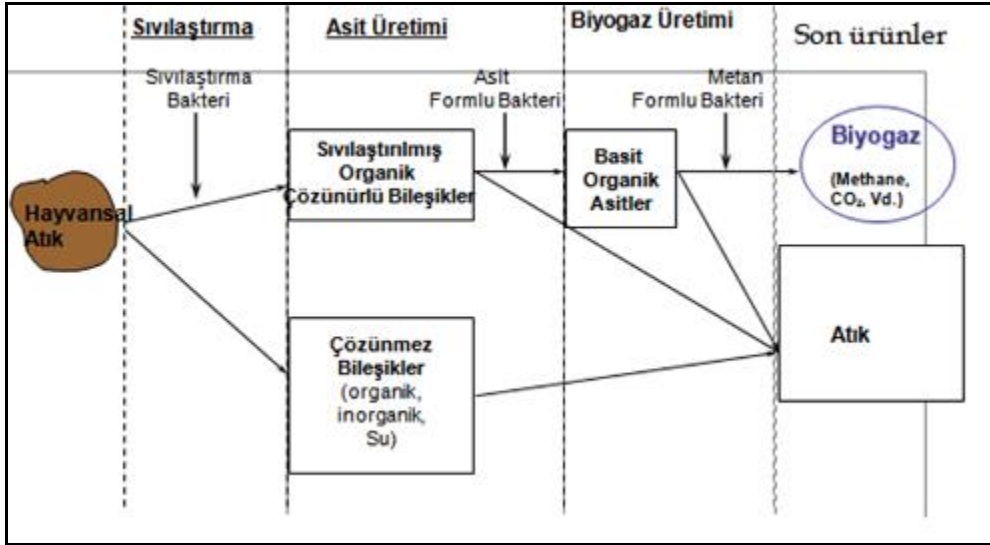 Sıvılaştırma
Asit Üretimi
Biyogaz Üretimi
Son ürünler
Sıvılaştırma
Bakteri
Asit
Formlu Bakteri
Metan
Formlu Bakteri
Hayvansal
Atık
Sıvılaştırılmış
Organik
Çözünürlü Bileşikler
Basit
Organik
Asitler
Biyogaz
(Methane,
CO₂, Vd.)
Çözünmez
Bileşikler
(organik,
inorganik,
Su)
Atık